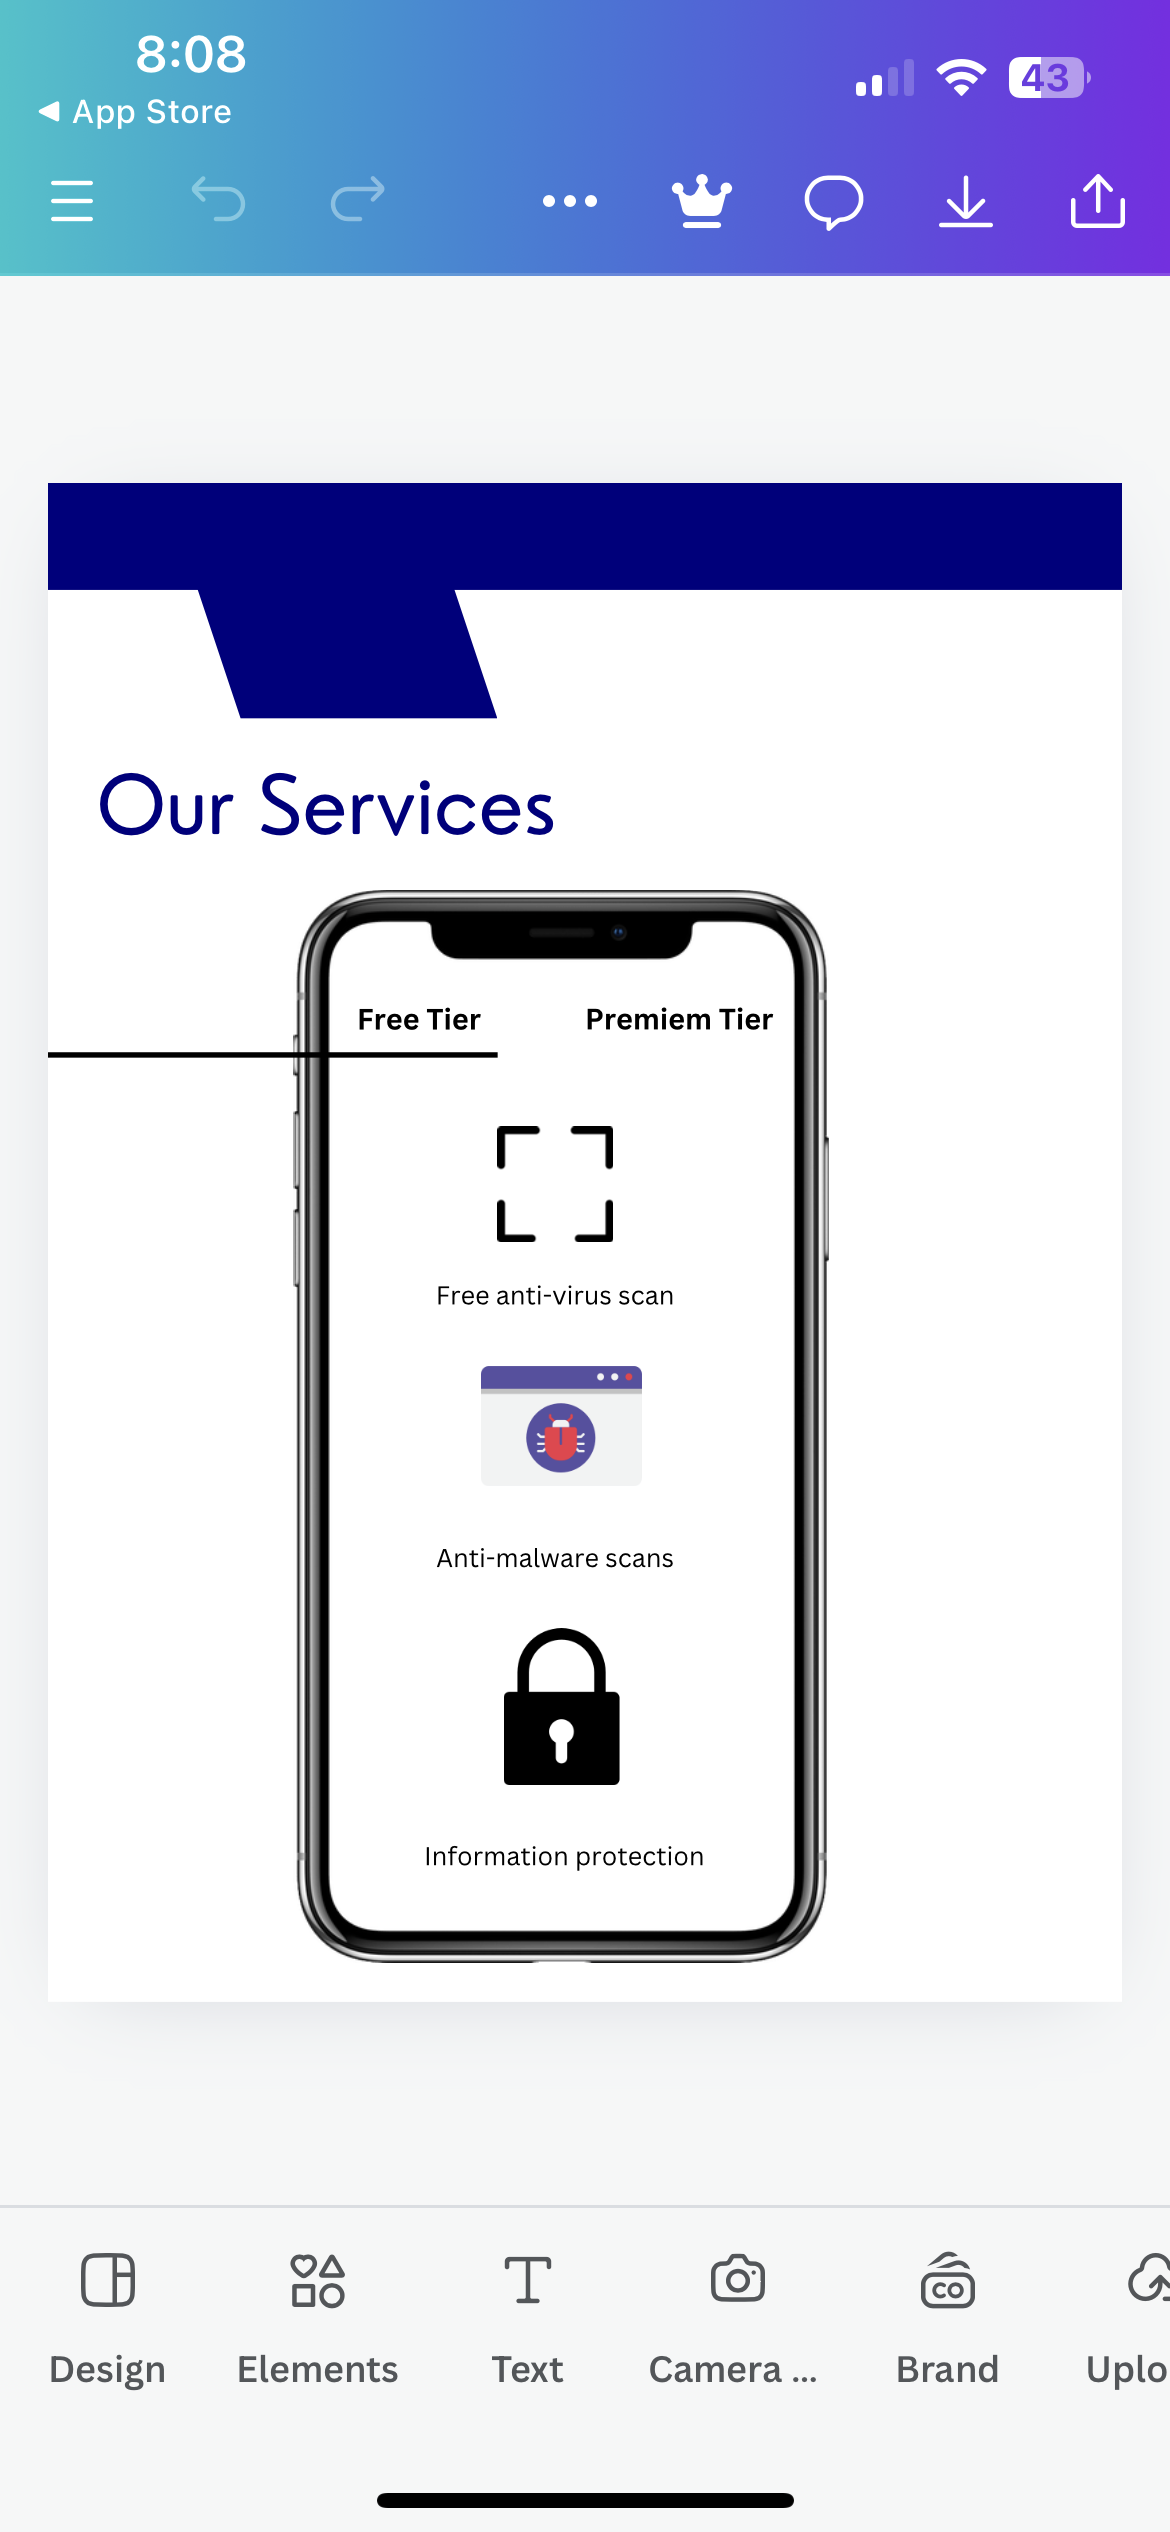 8:08
43
App Store
Our Services
Free Tier
Premiem Tier
Free anti-virus scan
Anti-malware scans
Information protection
CO
Design
Elements
Text
Camera ...
Brand
Uplo